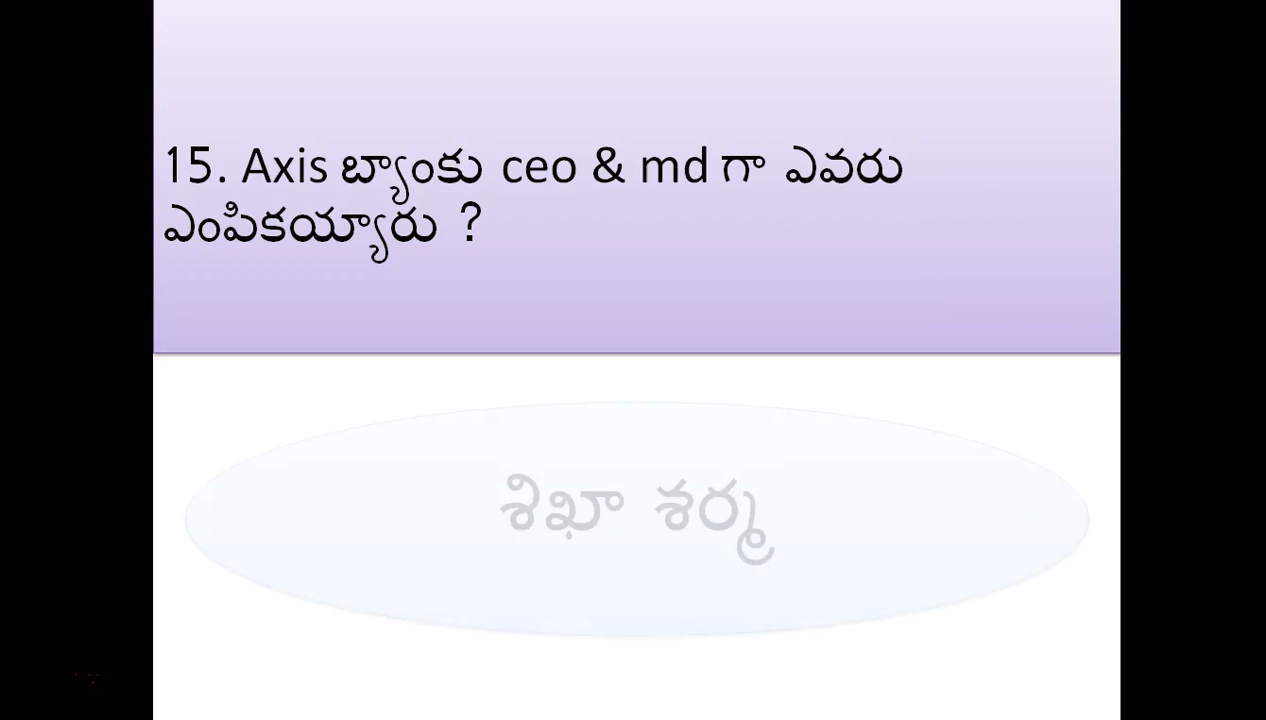 15. Axis బ్యాంకు ceo & md గా ఎవరు
ఎంపికయ్యారు ?
శిఖా శర్మ